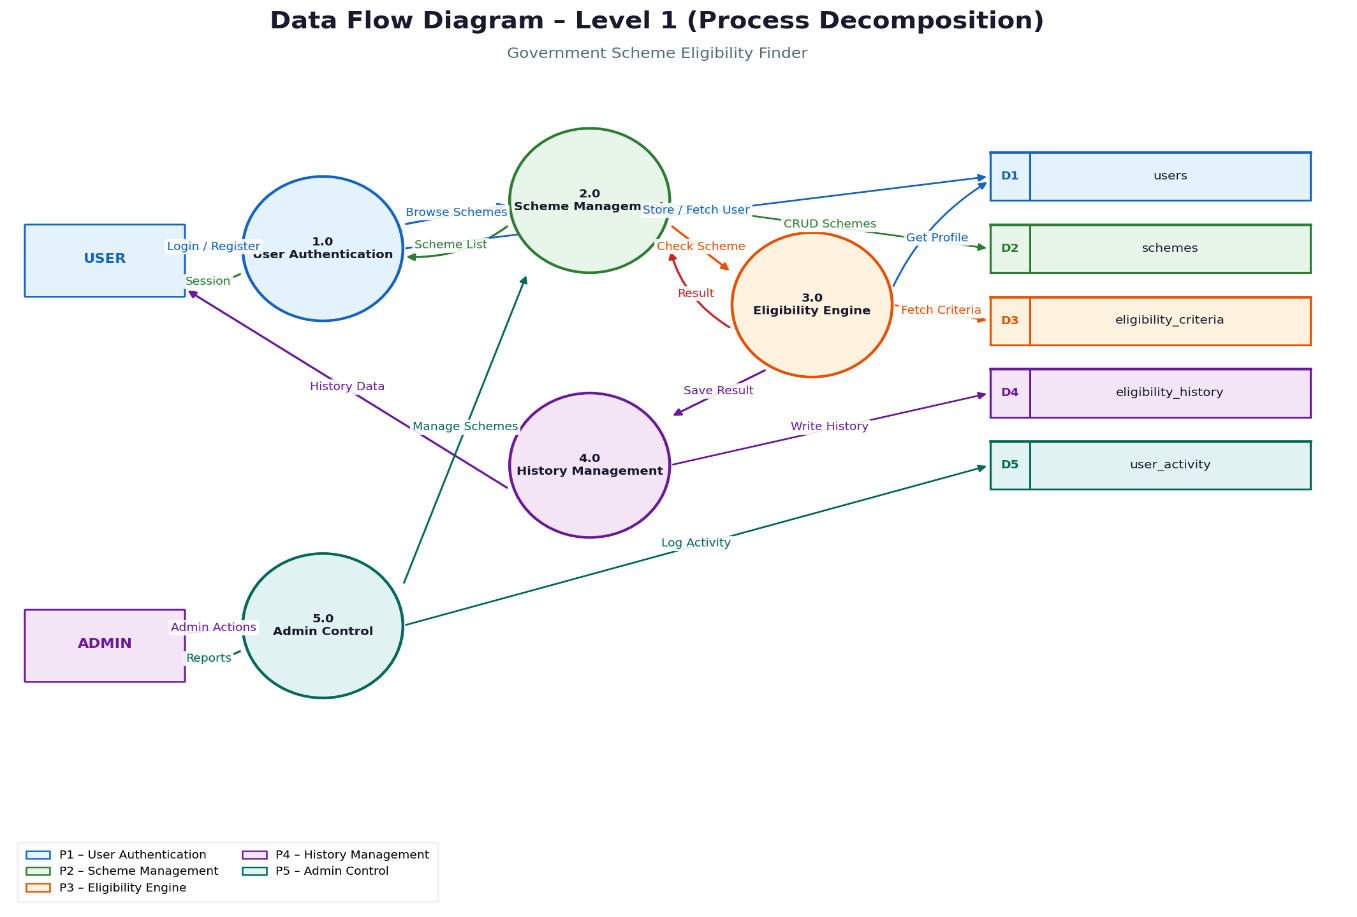 Data Flow Diagram – Level 1 (Process Decomposition)
Government Scheme Eligibility Finder
USER
Login / Register
Session
1.0
User Authentication
Browse Schemes
Scheme List
2.0
Scheme Management
Store / Fetch User
CRUD Schemes
Check Scheme
Result
Get Profile
3.0
Eligibility Engine
Fetch Criteria
D1
users
D2
schemes
D3
eligibility_criteria
D4
eligibility_history
D5
user_activity
History Data
Save Result
Manage Schemes
4.0
History Management
Write History
Log Activity
ADMIN
Admin Actions
Reports
5.0
Admin Control
P1 – User Authentication
P2 – Scheme Management
P3 – Eligibility Engine
P4 – History Management
P5 – Admin Control